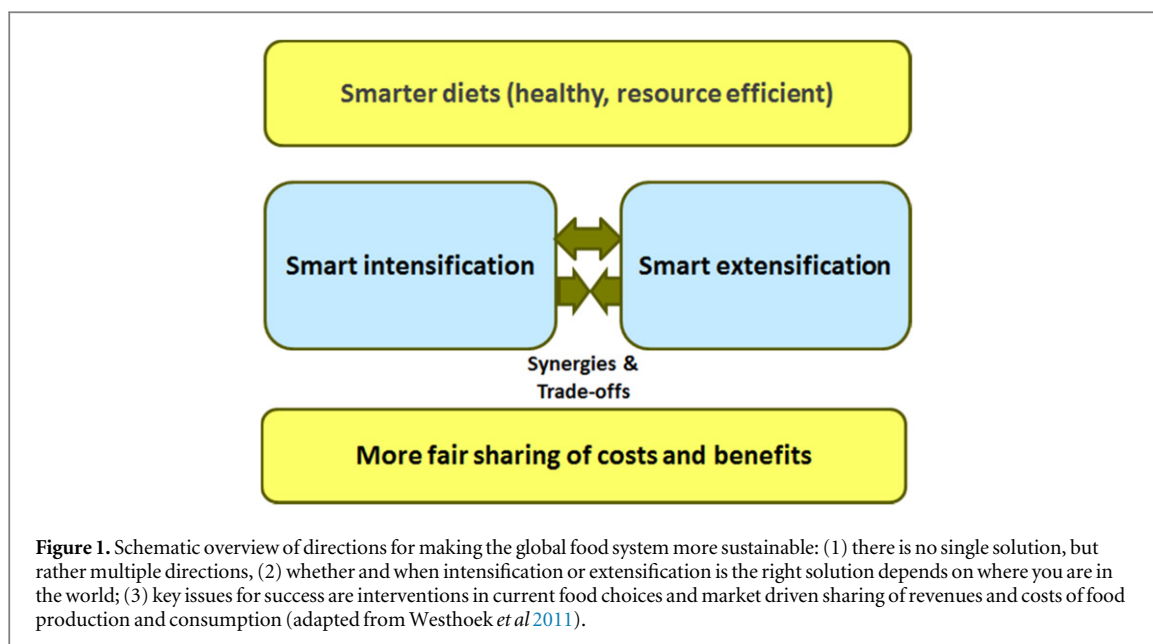 Smarter diets (healthy, resource efficient)
Smart intensification
Smart extensification
Synergies &
Trade-offs
More fair sharing of costs and benefits
Figure 1. Schematic overview of directions for making the global food system more sustainable: (1) there is no single solution, but
rather multiple directions, (2) whether and when intensification or extensification is the right solution depends on where you are in
the world; (3) key issues for success are interventions in current food choices and market driven sharing of revenues and costs of food
production and consumption (adapted from Westhoek et al 2011).